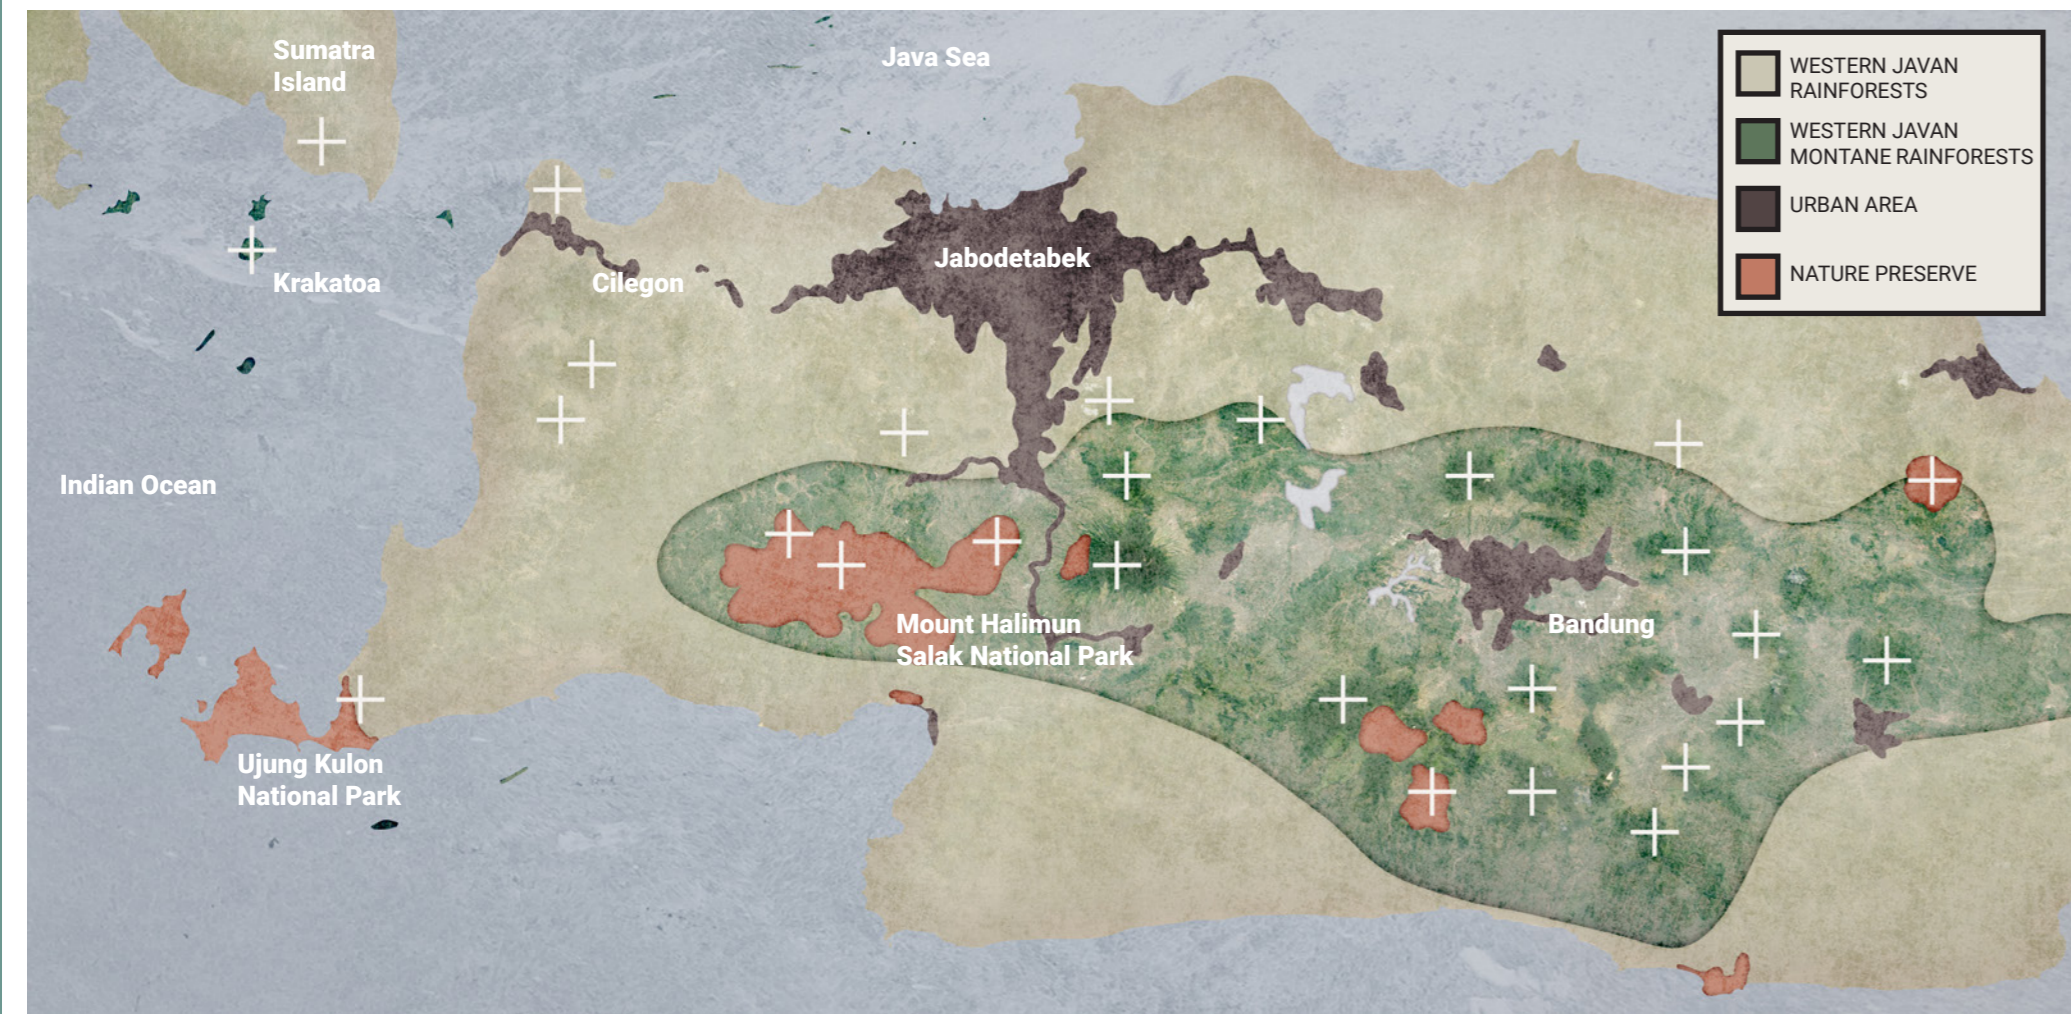 Sumatra
Island
Java Sea
WESTERN JAVAN
RAINFORESTS
WESTERN JAVAN
MONTANE RAINFORESTS
URBAN AREA
NATURE PRESERVE
Krakatoa
Cilegon
Jabodetabek
Indian Ocean
Mount Halimun
Salak National Park
Bandung
Ujung Kulon
National Park